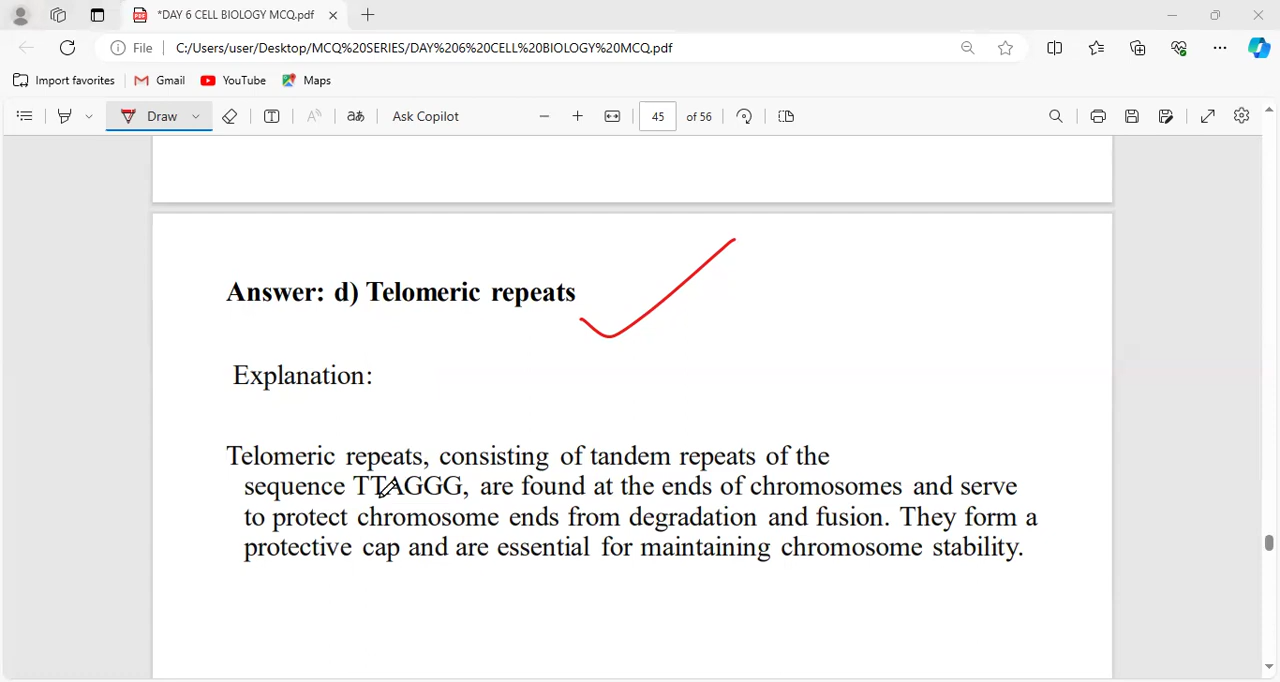 *DAY 6 CELL BIOLOGY MCQ.pdf
File C:/Users/user/Desktop/MCQ%20SERIES/DAY%206%20CELL%20BIOLOGY%20MCQ.pdf
Import favorites Gmail YouTube Maps
Draw aあ Ask Copilot 45 of 56
Answer: d) Telomeric repeats
Explanation:
Telomeric repeats, consisting of tandem repeats of the
sequence TTAGGG, are found at the ends of chromosomes and serve
to protect chromosome ends from degradation and fusion. They form a
protective cap and are essential for maintaining chromosome stability.